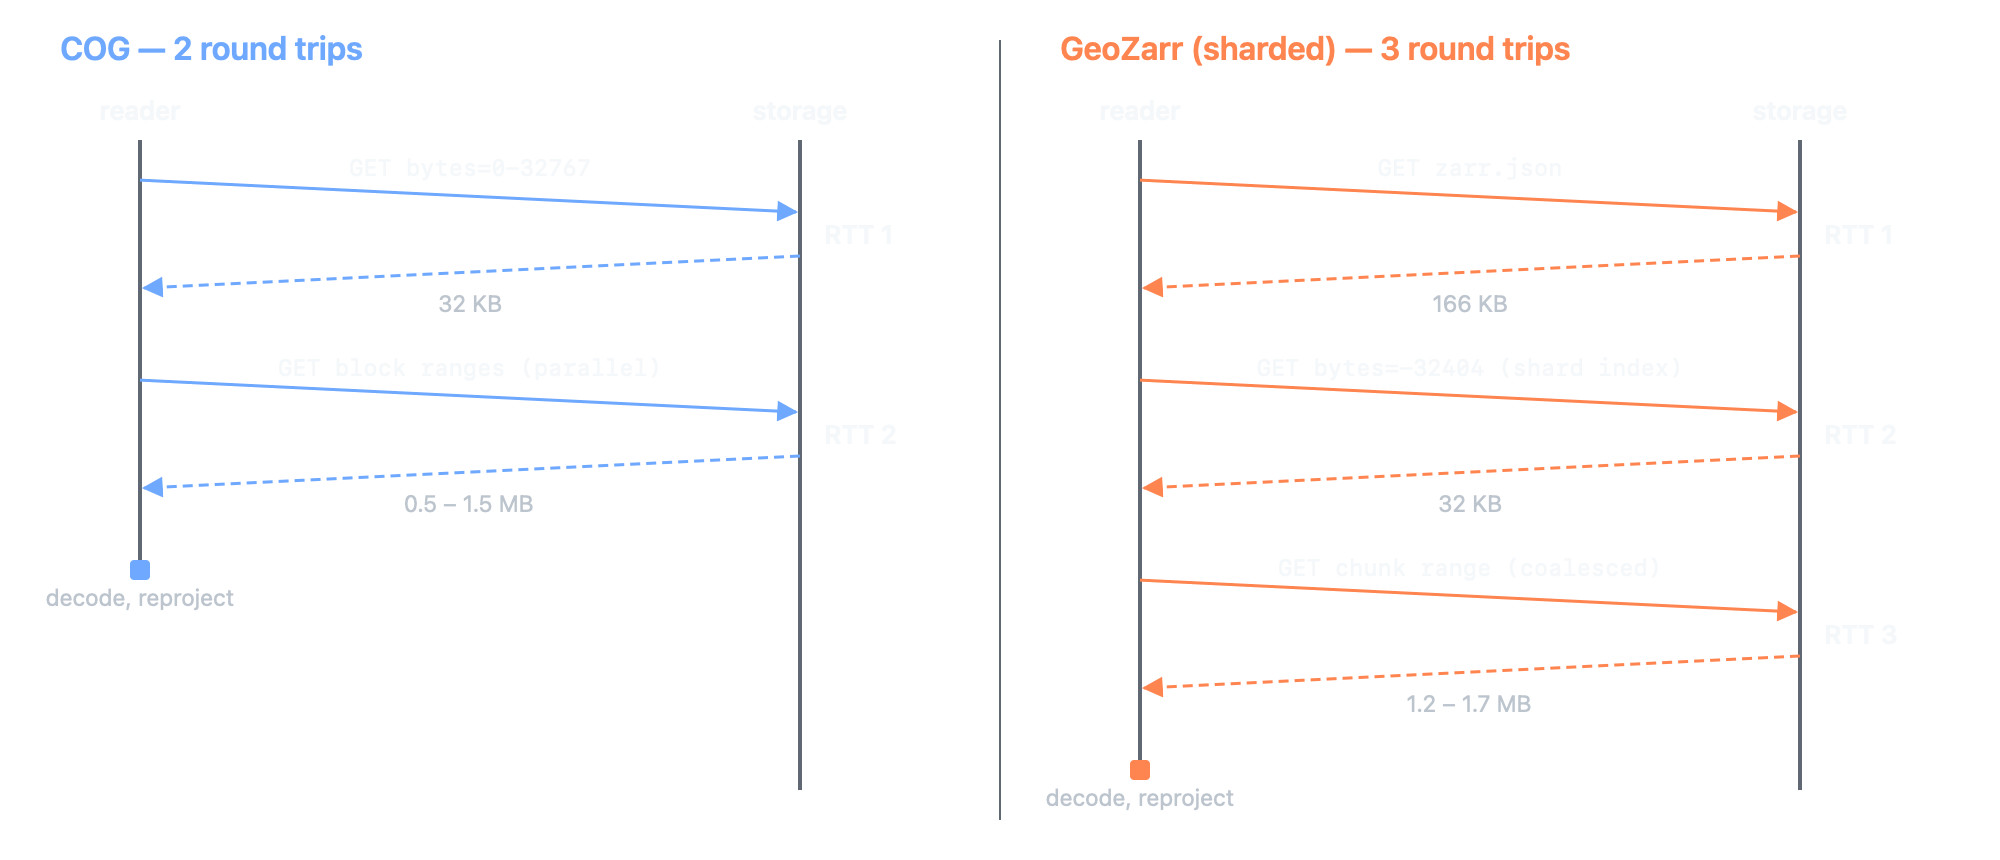 COG — 2 round trips
reader
storage
GET bytes=0-32767
RTT 1
32 KB
GET block ranges (parallel)
RTT 2
0.5 – 1.5 MB
decode, reproject
GeoZarr (sharded) — 3 round trips
reader
storage
GET zarr.json
RTT 1
166 KB
GET bytes=-32404 (shard index)
RTT 2
32 KB
GET chunk range (coalesced)
RTT 3
1.2 – 1.7 MB
decode, reproject